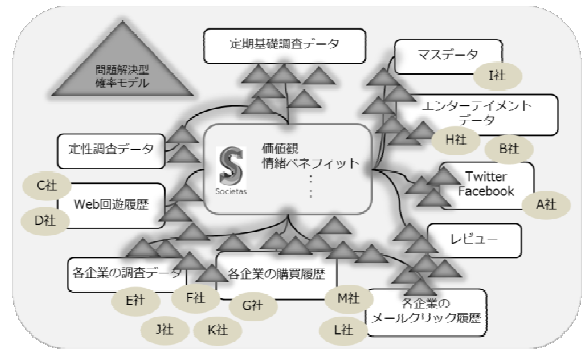 問題解決型
確率モデル
定期基礎調査データ
マスデータ
I社
エンターテイメント
データ
H社
B社
定性調査データ
S
Societas
価値観
情緒ベネフィット
⋮
C社
D社
Web回遊履歴
Twitter
Facebook
A社
レビュー
各企業の調査データ
各企業の購買履歴
各企業の
メールクリック履歴
E社
F社
G社
J社
K社
M社
L社